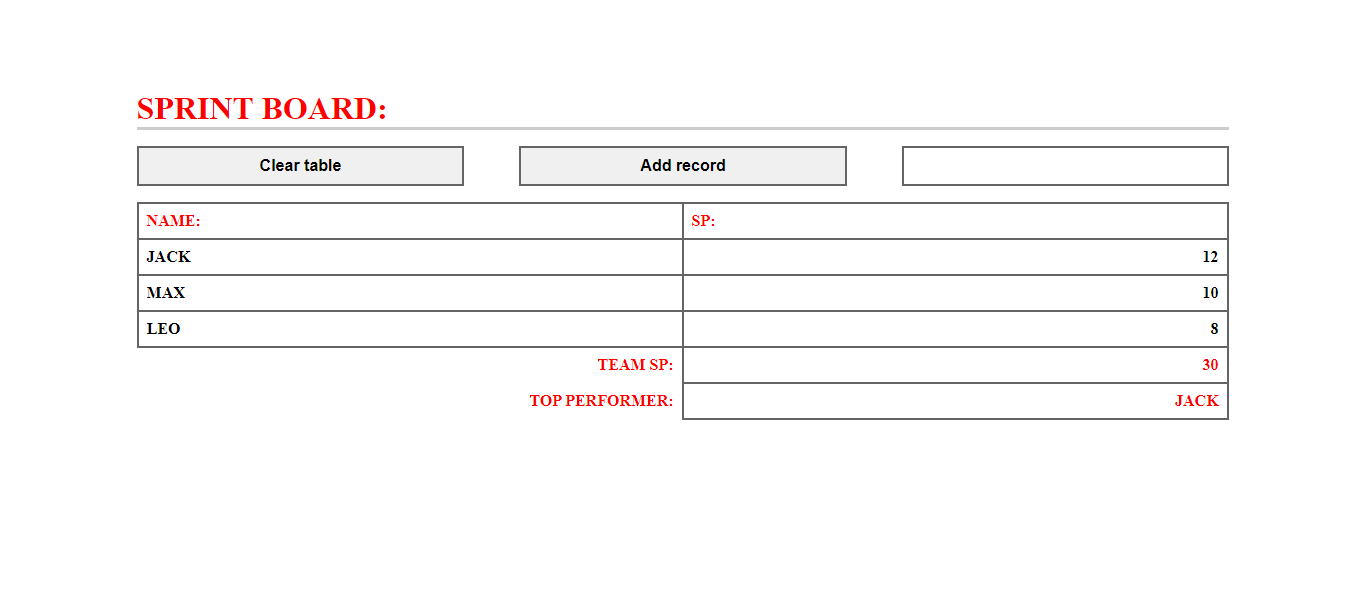 SPRINT BOARD:
Clear table Add record
NAME: SP:
JACK 12
MAX 10
LEO 8
TEAM SP: 30
TOP PERFORMER: JACK